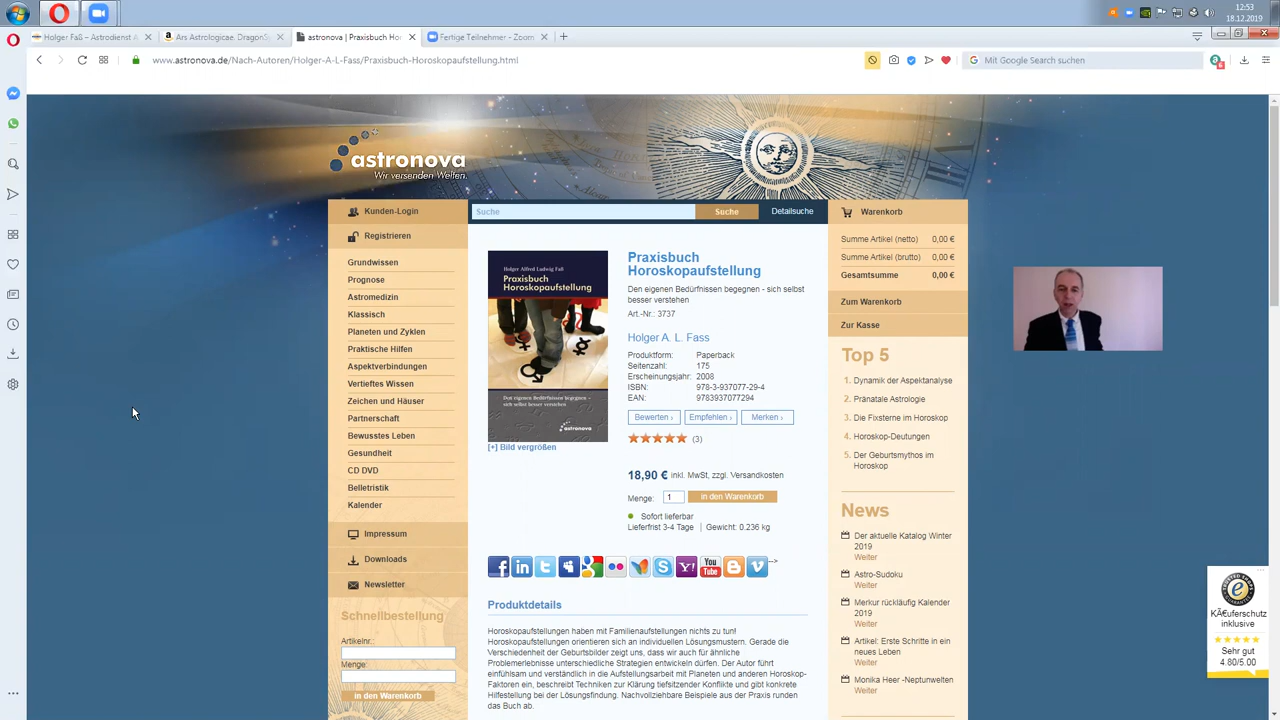 12:53
18.12.2019
Holger Faß – Astrodienst A
Ars Astrologicae. DragonS
astronova | Praxisbuch Ho
Fertige Teilnehmer - Zoom
www.astronova.de/Nach-Autoren/Holger-A-L-Fass/Praxisbuch-Horoskopaufstellung.html
Mit Google Search suchen
6
astronova
Wir versenden Welten.
Kunden-Login
Suche
Suche
Detailsuche
Warenkorb
Registrieren
Summe Artikel (netto) 0,00 €
Summe Artikel (brutto) 0,00 €
Gesamtsumme 0,00 €
Zum Warenkorb
Zur Kasse
Grundwissen
Prognose
Astromedizin
Klassisch
Planeten und Zyklen
Praktische Hilfen
Aspektverbindungen
Vertieftes Wissen
Zeichen und Häuser
Partnerschaft
Bewusstes Leben
Gesundheit
CD DVD
Belletristik
Kalender
Impressum
Downloads
Newsletter
Schnellbestellung
Artikelnr.:
Menge:
in den Warenkorb
Holger Alfred Ludwig Faß
Praxisbuch
Horoskopaufstellung
Den eigenen Bedürfnissen begegnen -
sich selbst besser verstehen
astronova
[+] Bild vergrößern
Praxisbuch
Horoskopaufstellung
Den eigenen Bedürfnissen begegnen - sich selbst
besser verstehen
Art.-Nr.: 3737
Holger A. L. Fass
Produktform: Paperback
Seitenzahl: 175
Erscheinungsjahr: 2008
ISBN: 978-3-937077-29-4
EAN: 9783937077294
Bewerten ›
Empfehlen ›
Merken ›
(3)
18,90 € inkl. MwSt, zzgl. Versandkosten
Menge: 1 in den Warenkorb
Sofort lieferbar
Lieferfrist 3-4 Tage | Gewicht: 0.236 kg
-->
Produktdetails
Horoskopaufstellungen haben mit Familienaufstellungen nichts zu tun!
Horoskopaufstellungen orientieren sich an individuellen Lösungsmustern. Gerade die
Verschiedenheit der Geburtsbilder zeigt uns, dass wir auch für ähnliche
Problemerlebnisse unterschiedliche Strategien entwickeln dürfen. Der Autor führt
einfühlsam und verständlich in die Aufstellungsarbeit mit Planeten und anderen Horoskop-
Faktoren ein, beschreibt Techniken zur Klärung tiefsitzender Konflikte und gibt konkrete
Hilfestellung bei der Lösungsfindung. Nachvollziehbare Beispiele aus der Praxis runden
das Buch ab.
Top 5
1. Dynamik der Aspektanalyse
2. Pränatale Astrologie
3. Die Fixsterne im Horoskop
4. Horoskop-Deutungen
5. Der Geburtsmythos im
Horoskop
News
Der aktuelle Katalog Winter
2019
Weiter
Astro-Sudoku
Weiter
Merkur rückläufig Kalender
2019
Weiter
Artikel: Erste Schritte in ein
neues Leben
Weiter
Monika Heer -Neptunwelten
Weiter
KÃ€uferschutz
inklusive
Sehr gut
4.80/5.00